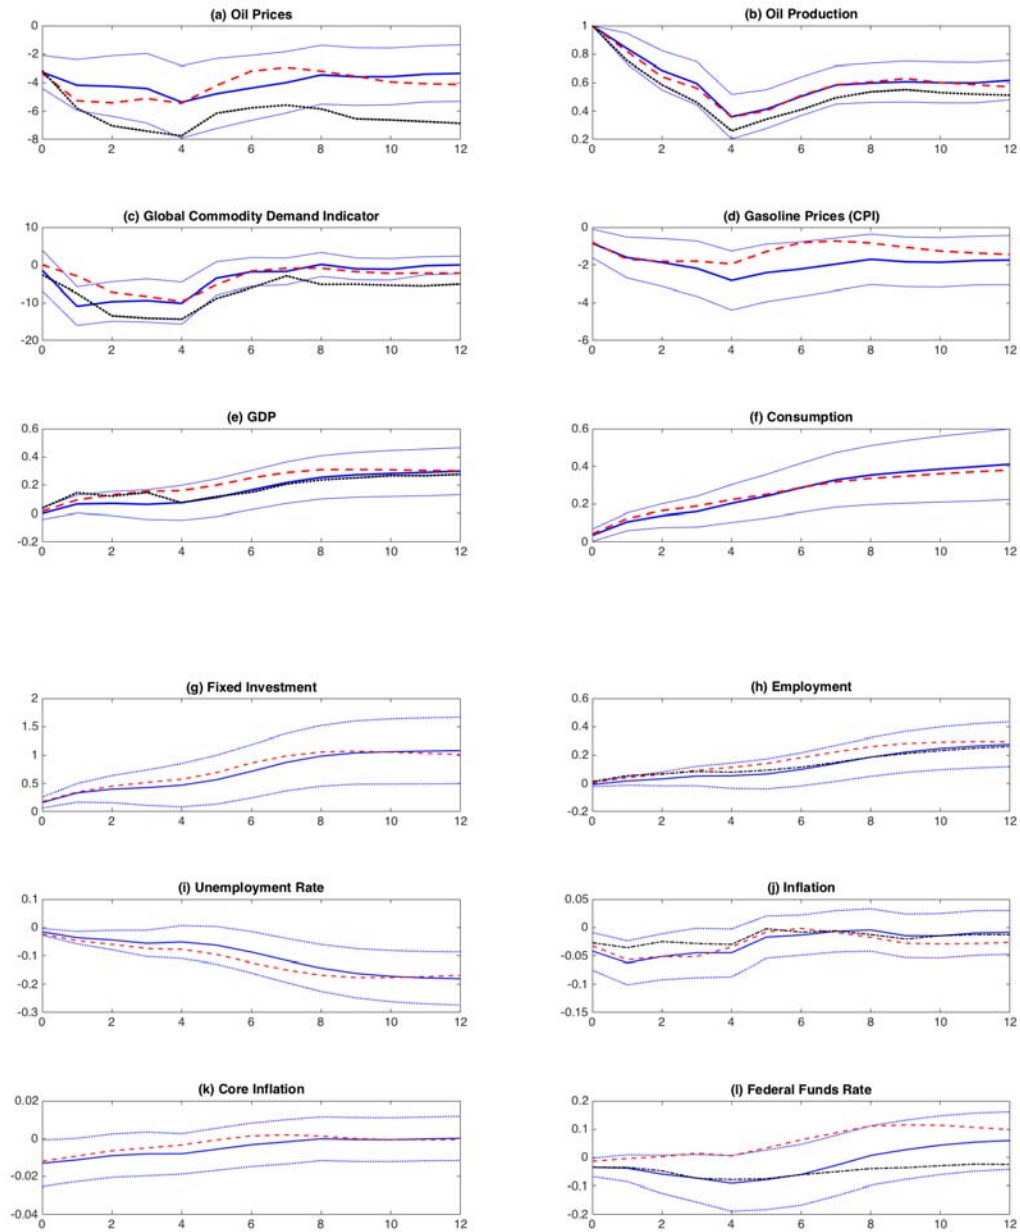 (a) Oil Prices
0
-2
-4
-6
-8
0 2 4 6 8 10 12
(b) Oil Production
1
0.8
0.6
0.4
0.2
0 2 4 6 8 10 12
(c) Global Commodity Demand Indicator
10
0
-10
-20
0 2 4 6 8 10 12
(d) Gasoline Prices (CPI)
0
-2
-4
-6
0 2 4 6 8 10 12
(e) GDP
0.6
0.4
0.2
0
-0.2
0 2 4 6 8 10 12
(f) Consumption
0.6
0.4
0.2
0
0 2 4 6 8 10 12
(g) Fixed Investment
2
1.5
1
0.5
0
0 2 4 6 8 10 12
(h) Employment
0.6
0.4
0.2
0
-0.2
0 2 4 6 8 10 12
(i) Unemployment Rate
0.1
0
-0.1
-0.2
-0.3
0 2 4 6 8 10 12
(j) Inflation
0.05
0
-0.05
-0.1
-0.15
0 2 4 6 8 10 12
(k) Core Inflation
0.02
0
-0.02
-0.04
0 2 4 6 8 10 12
(l) Federal Funds Rate
0.2
0.1
0
-0.1
-0.2
0 2 4 6 8 10 12